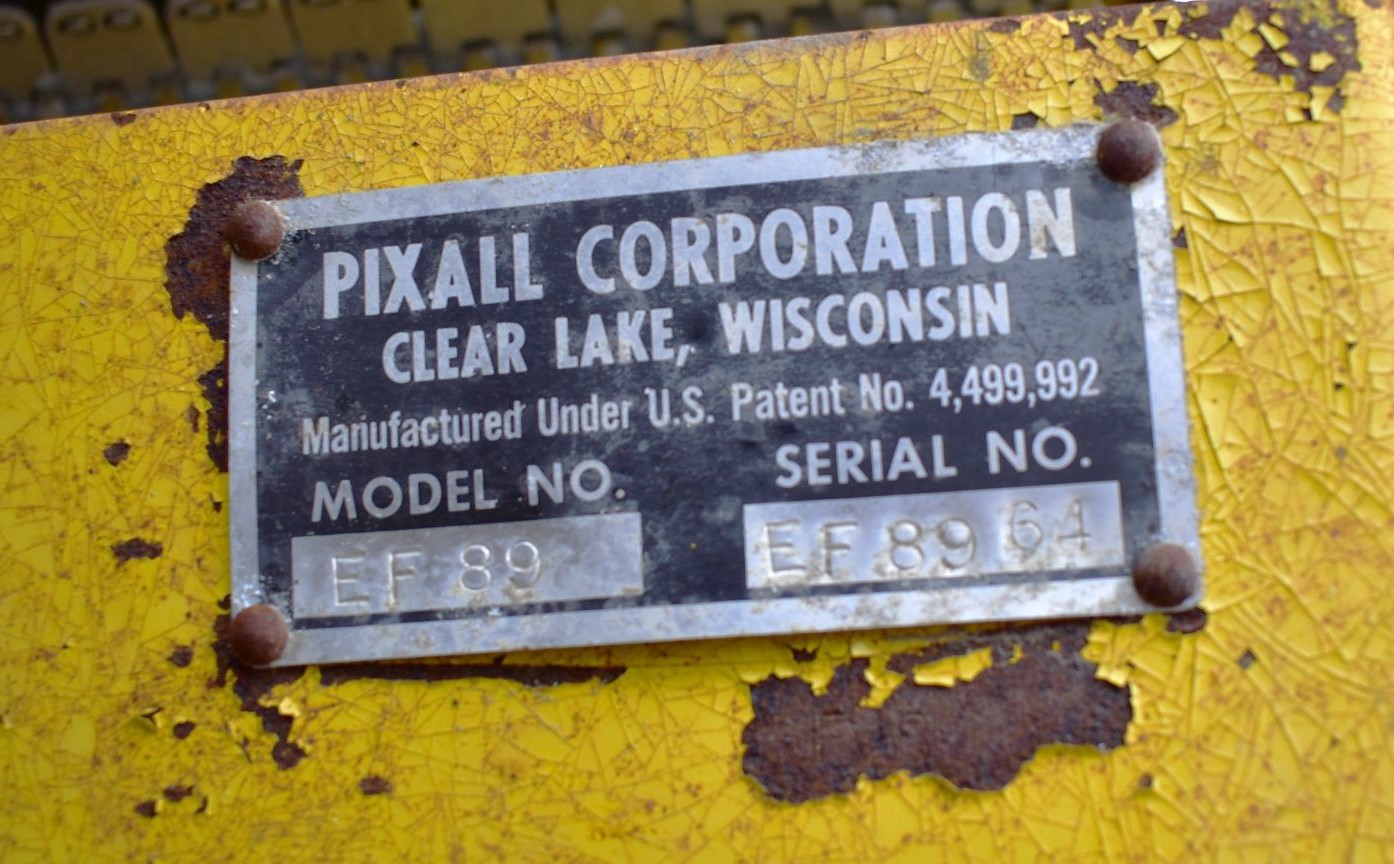 PIXALL CORPORATION
CLEAR LAKE, WISCONSIN
Manufactured Under U.S. Patent No. 4,499,992
MODEL NO. SERIAL NO.
EF 89 EF 89 61